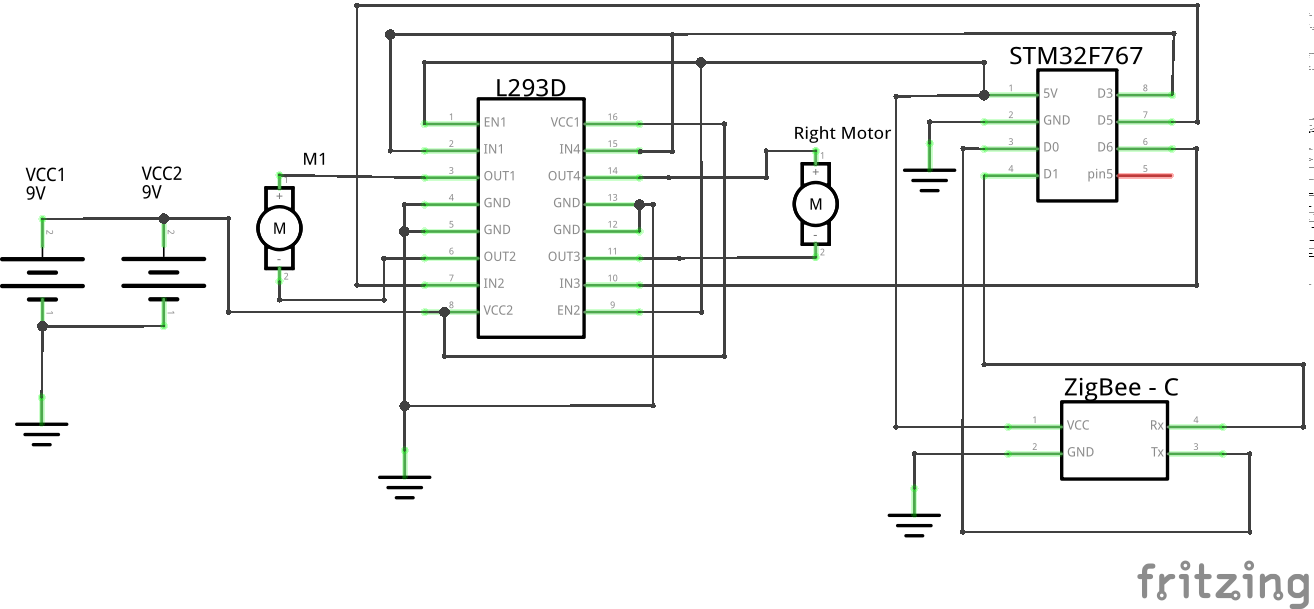 STM32F767
L293D
1 5V D3 8
2 GND D5 7
3 D0 D6 6
4 D1 pin5 5
1 EN1 VCC1 16
2 IN1 IN4 15
3 OUT1 OUT4 14
4 GND GND 13
5 GND GND 12
6 OUT2 OUT3 11
7 IN2 IN3 10
8 VCC2 EN2 9
Right Motor
1
+
M
-
2
M1
1
+
M
-
2
VCC1
9V
2
1
VCC2
9V
2
1
ZigBee - C
1 VCC Rx 4
2 GND Tx 3
fritzing